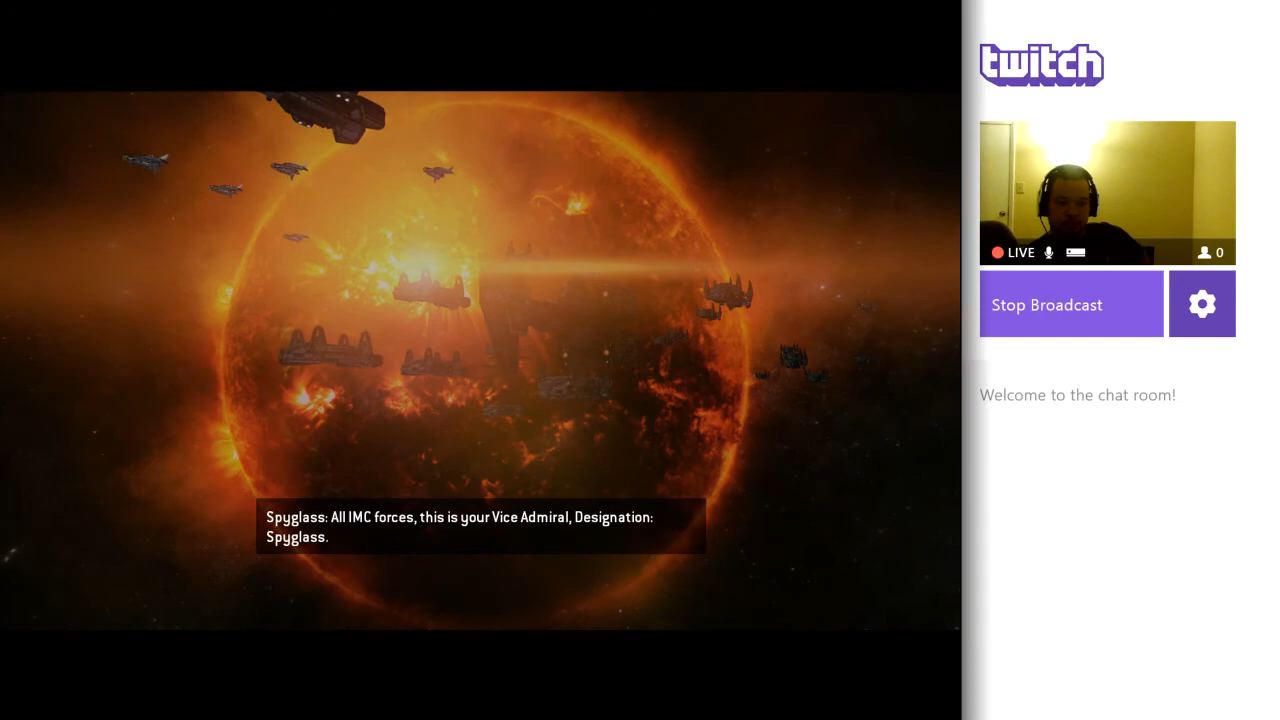 twitch
LIVE
0
Stop Broadcast
Welcome to the chat room!
Spyglass: All IMC forces, this is your Vice Admiral, Designation:
Spyglass.